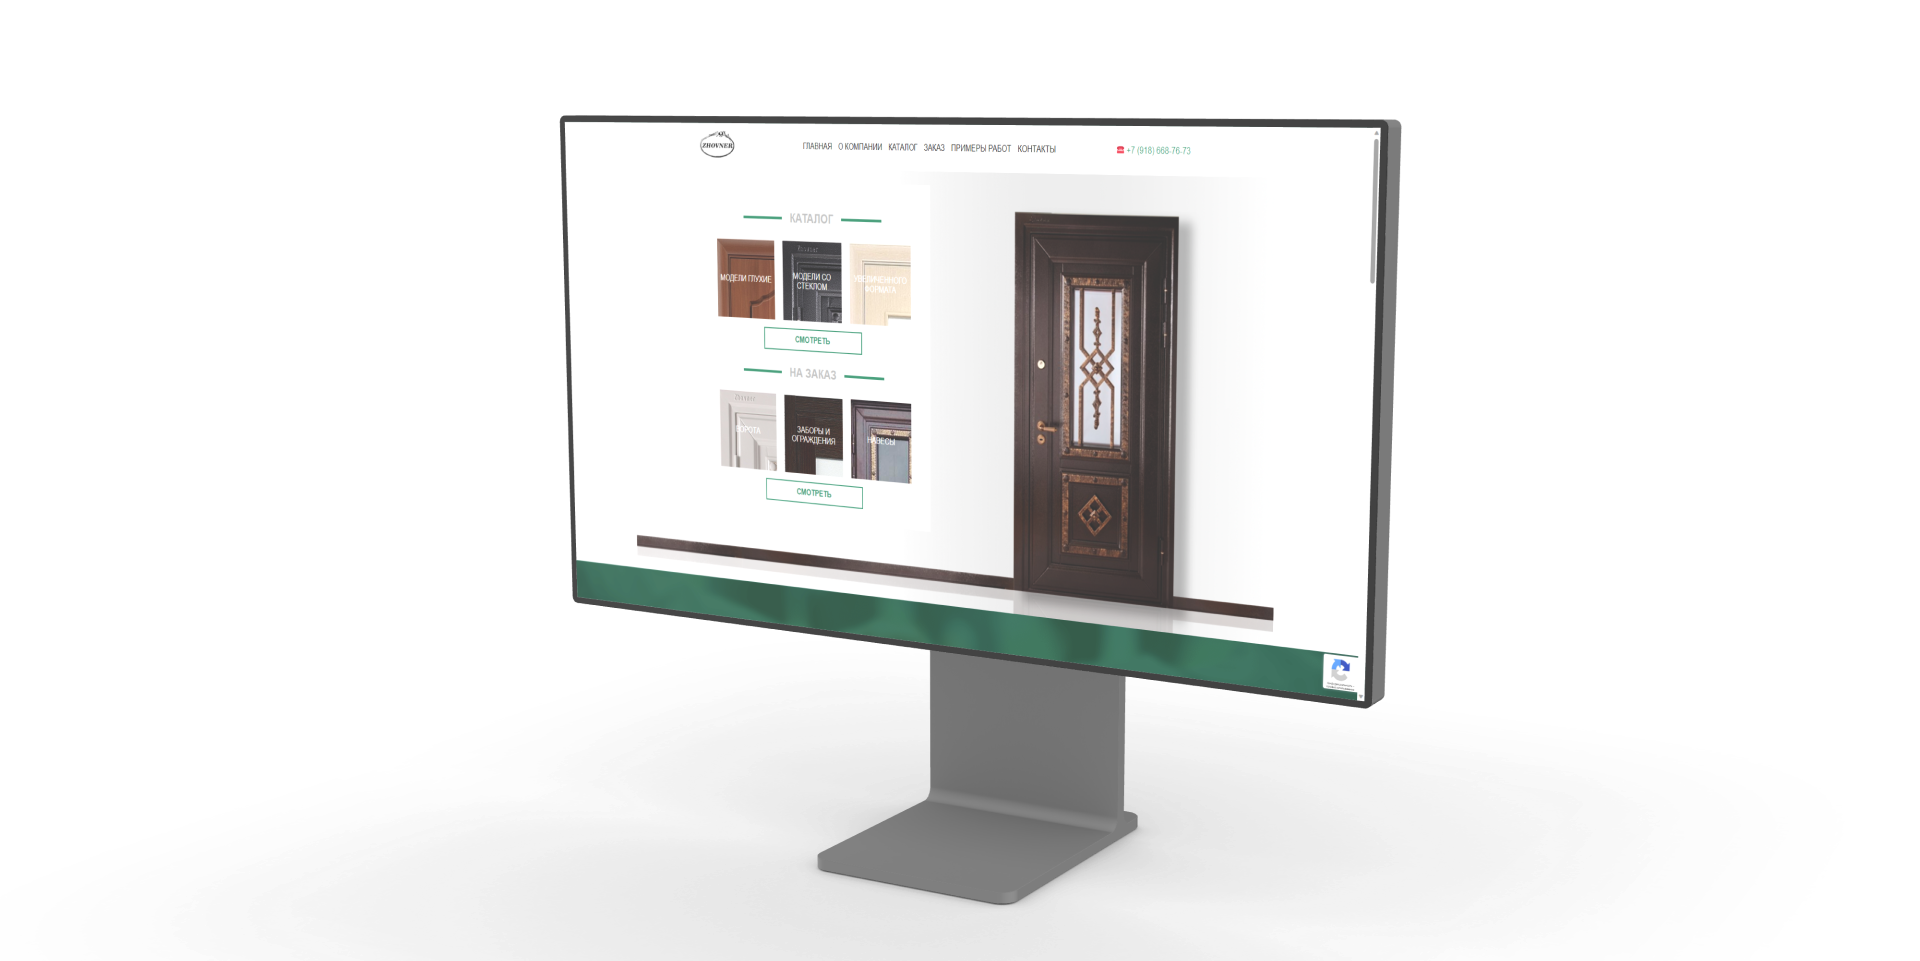 ZHOVNER
ГЛАВНАЯ О КОМПАНИИ КАТАЛОГ ЗАКАЗ ПРИМЕРЫ РАБОТ КОНТАКТЫ
+7 (918) 668-76-73
КАТАЛОГ
МОДЕЛИ ГЛУХИЕ
МОДЕЛИ СО
СТЕКЛОМ
УВЕЛИЧЕННОГО
ФОРМАТА
СМОТРЕТЬ
НА ЗАКАЗ
ВОРОТА
ЗАБОРЫ И
ОГРАЖДЕНИЯ
НАВЕСЫ
СМОТРЕТЬ